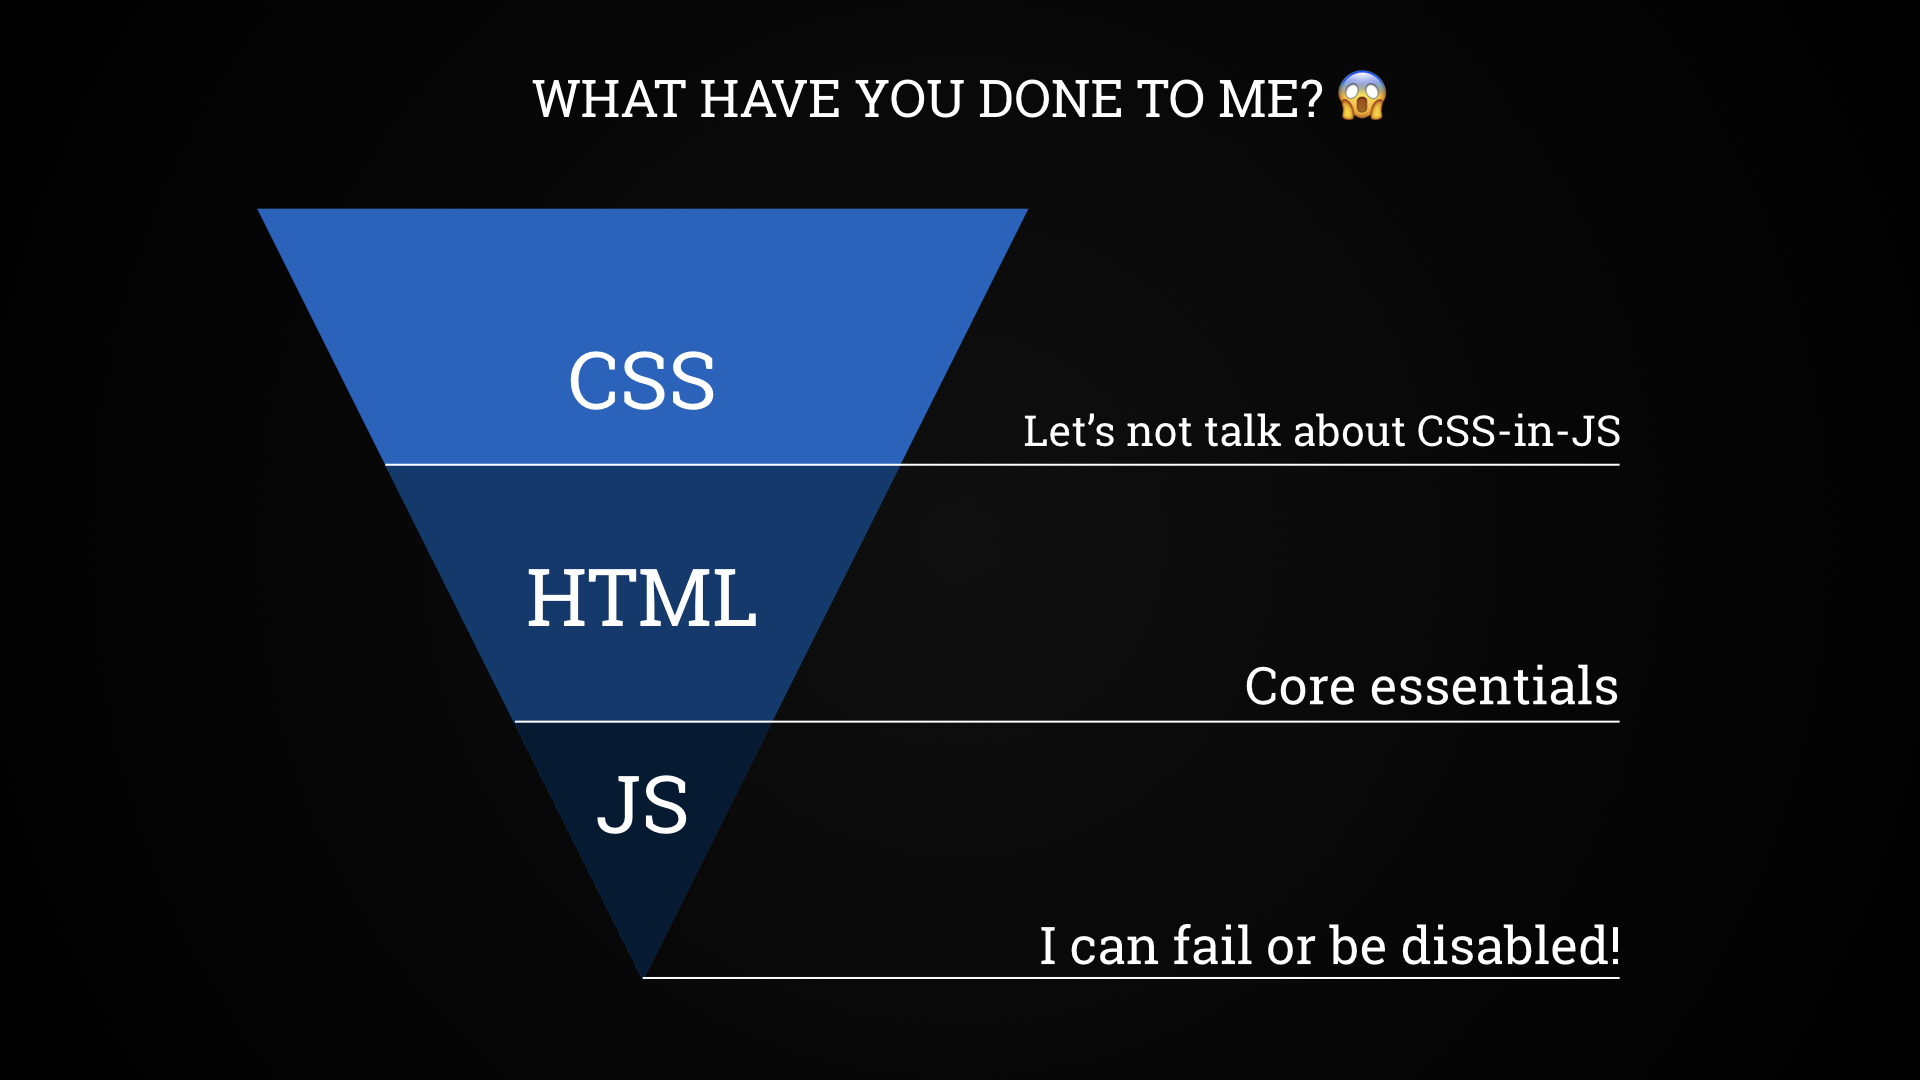 WHAT HAVE YOU DONE TO ME? 😱
CSS
Let’s not talk about CSS-in-JS
HTML
Core essentials
JS
I can fail or be disabled!